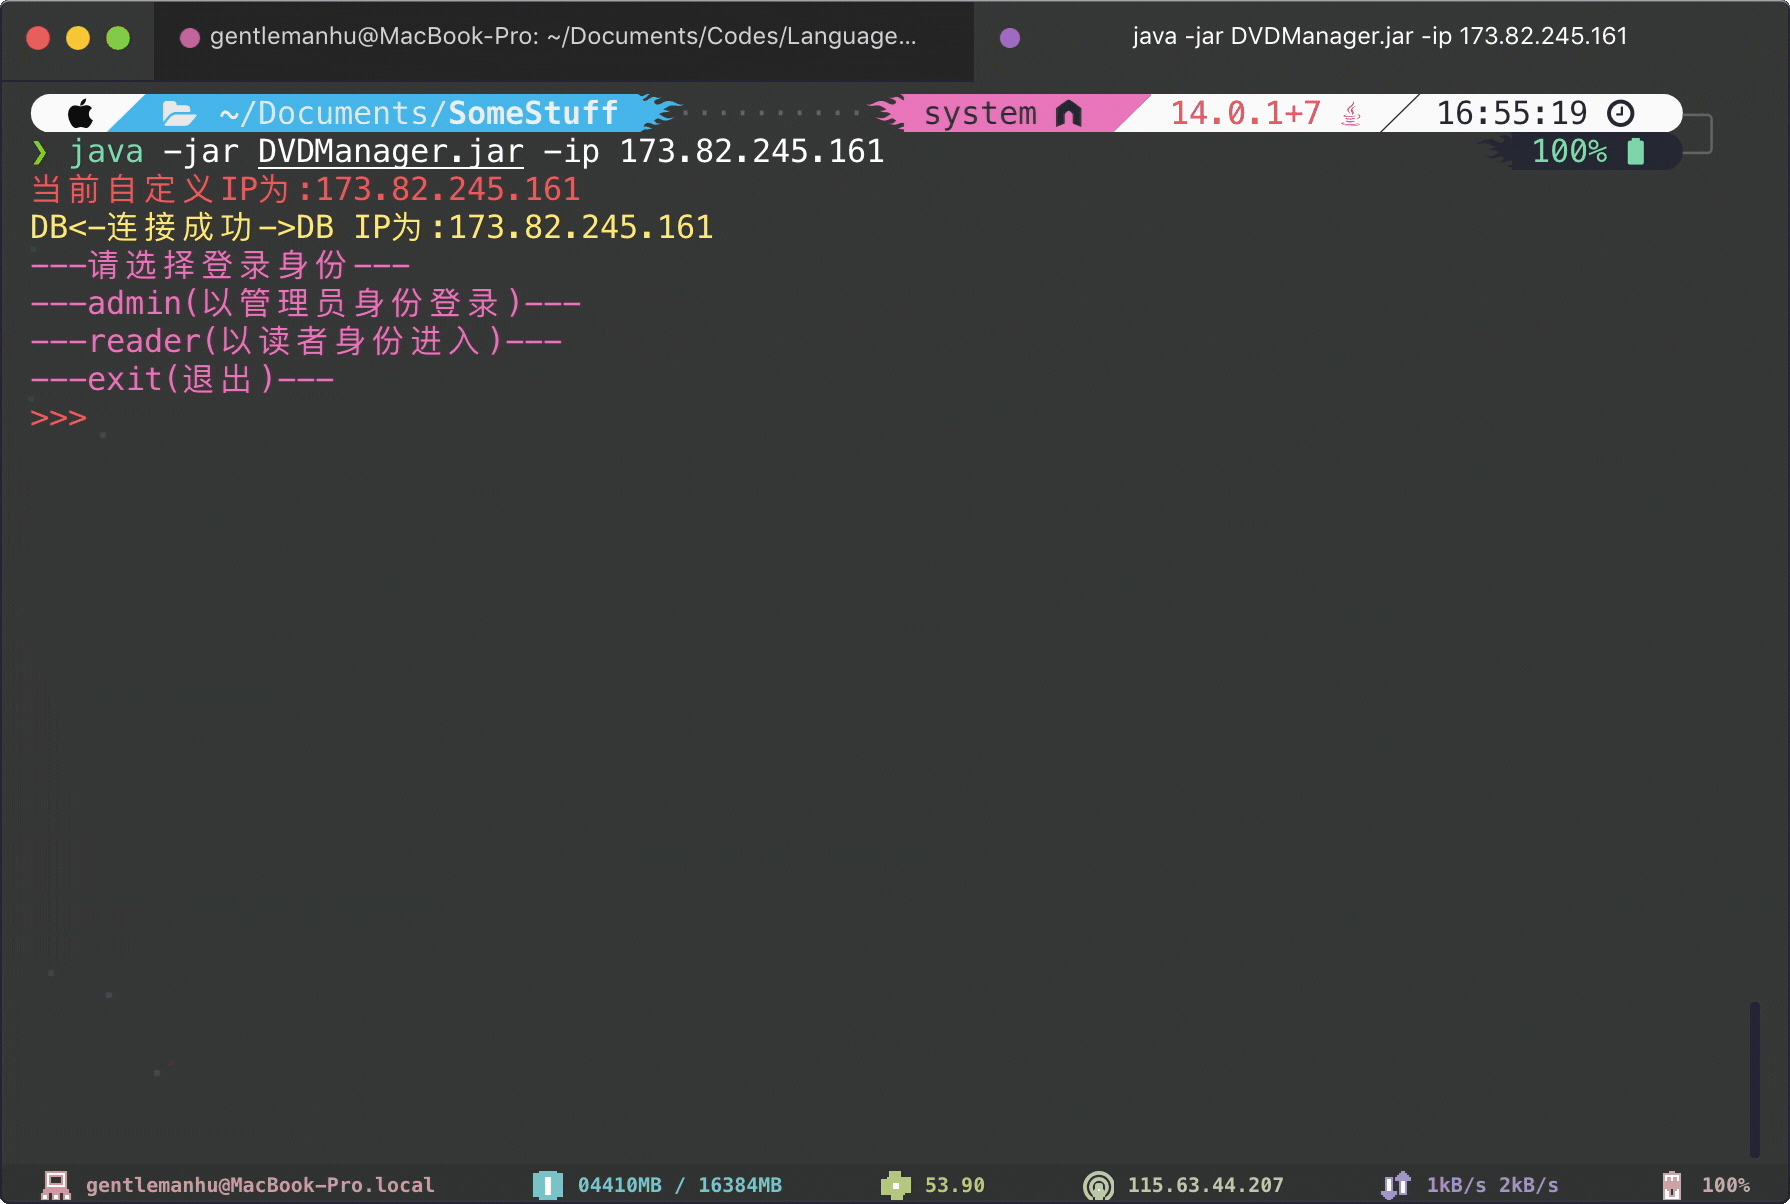 gentlemanhu@MacBook-Pro: ~/Documents/Codes/Language...
java -jar DVDManager.jar -ip 173.82.245.161
~/Documents/SomeStuff ·········· system 14.0.1+7 16:55:19
❯ java -jar DVDManager.jar -ip 173.82.245.161 100%
当前自定义IP为:173.82.245.161
DB<-连接成功->DB IP为:173.82.245.161
---请选择登录身份---
---admin(以管理员身份登录)---
---reader(以读者身份进入)---
---exit(退出)---
>>>
gentlemanhu@MacBook-Pro.local 04410MB / 16384MB 53.90 115.63.44.207 1kB/s 2kB/s 100%